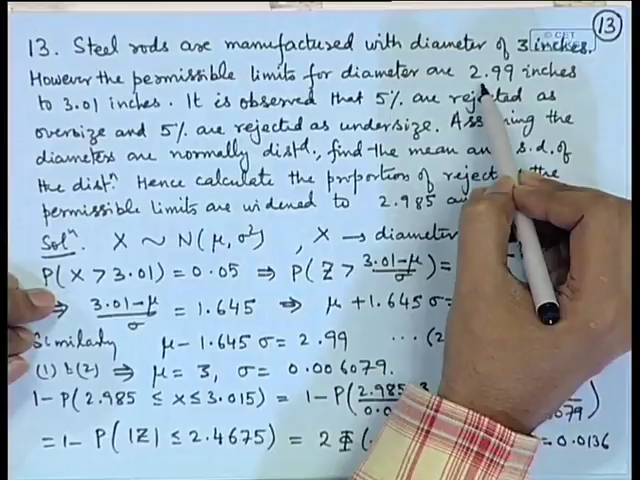 13
© CET
13. Steel rods are manufactured with diameter of 3 inches.
However the permissible limits for diameter are 2.99 inches
to 3.01 inches. It is observed that 5% are rejected as
oversize and 5% are rejected as undersize. Assuming the
diameters are normally distd., find the mean an s.d. of
the distⁿ. Hence calculate the proportion of reject the
permissible limits are widened to 2.985 a
Solⁿ. X ~ N(μ, σ²) , X → diameter
P(X > 3.01) = 0.05 ⇒ P(Z > (3.01-μ)/σ) =
⇒ (3.01-μ)/σ = 1.645 ⇒ μ + 1.645 σ =
Similarly μ - 1.645 σ = 2.99 ... (2
(1) & (2) ⇒ μ = 3, σ = 0.006079.
1-P(2.985 ≤ X ≤ 3.015) = 1-P(2.985
= 1- P(|Z| ≤ 2.4675) = 2 Φ( = 0.0136